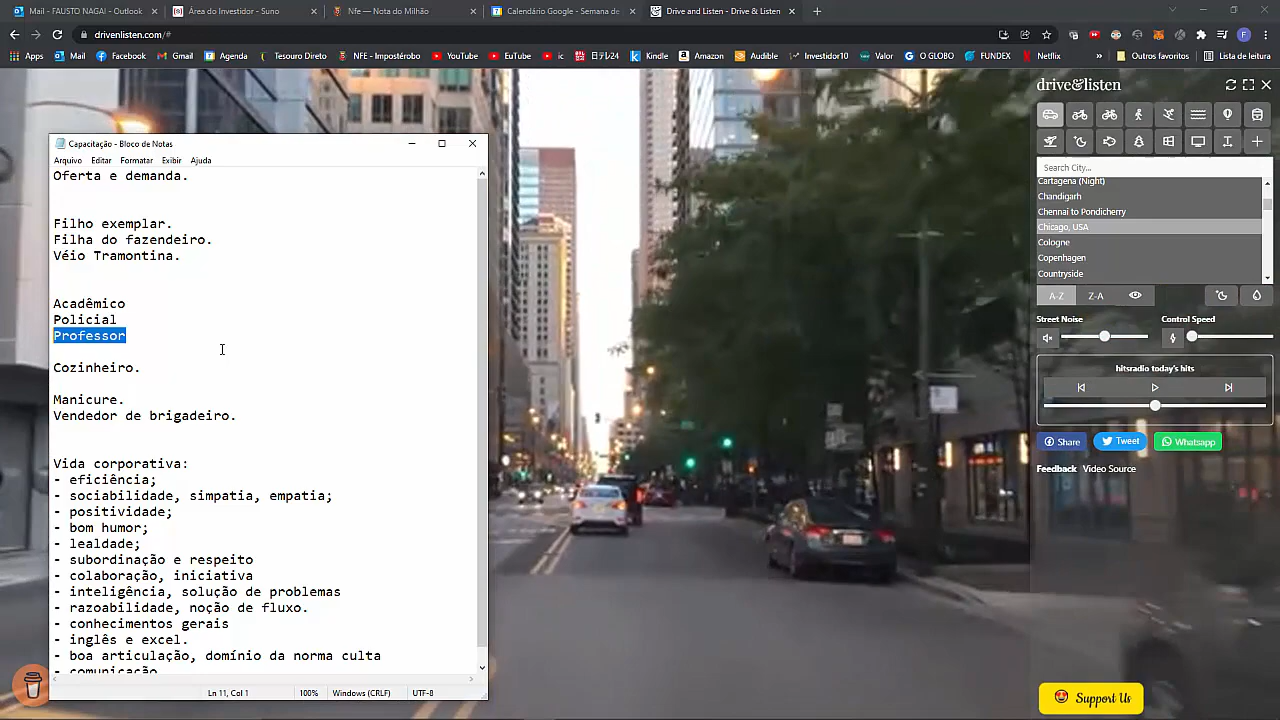 Mail - FAUSTO NAGAI - Outlook
Área do Investidor - Suno
Nfe — Nota do Milhão
Calendário Google - Semana de
Drive and Listen - Drive & Listen
drivenlisten.com/#
Apps
Mail
Facebook
Gmail
Agenda
Tesouro Direto
NFE - Impostérobo
YouTube
EuTube
ic
日テレ24
Kindle
Amazon
Audible
Investidor10
Valor
O GLOBO
FUNDEX
Netflix
»
Outros favoritos
Lista de leitura
Capacitação - Bloco de Notas
Arquivo Editar Formatar Exibir Ajuda
Oferta e demanda.
Filho exemplar.
Filha do fazendeiro.
Véio Tramontina.
Acadêmico
Policial
Professor
Cozinheiro.
Manicure.
Vendedor de brigadeiro.
Vida corporativa:
- eficiência;
- sociabilidade, simpatia, empatia;
- positividade;
- bom humor;
- lealdade;
- subordinação e respeito
- colaboração, iniciativa
- inteligência, solução de problemas
- razoabilidade, noção de fluxo.
- conhecimentos gerais
- inglês e excel.
- boa articulação, domínio da norma culta
- comunicação
Ln 11, Col 1
100%
Windows (CRLF)
UTF-8
drive&listen
Search City...
Cartagena (Night)
Chandigarh
Chennai to Pondicherry
Chicago, USA
Cologne
Copenhagen
Countryside
A-Z
Z-A
Street Noise
Control Speed
hitsradio today's hits
Share
Tweet
Whatsapp
Feedback Video Source
Support Us